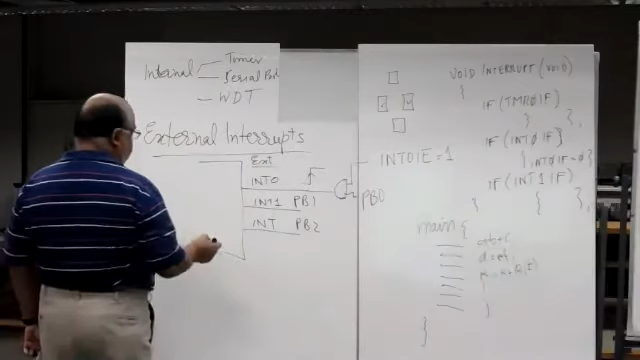 Internal
Timer
Serial Port
WDT
External Interrupts
Ext
INT0
INT1 PB1
INT PB2
PB0
INT0IE=1
VOID INTERRUPT (VOID)
{
IF (TMR0IF)
} },
IF (INT0IF)
{ INT0IF=0 }
IF (INT1IF)
} { },
main {
}